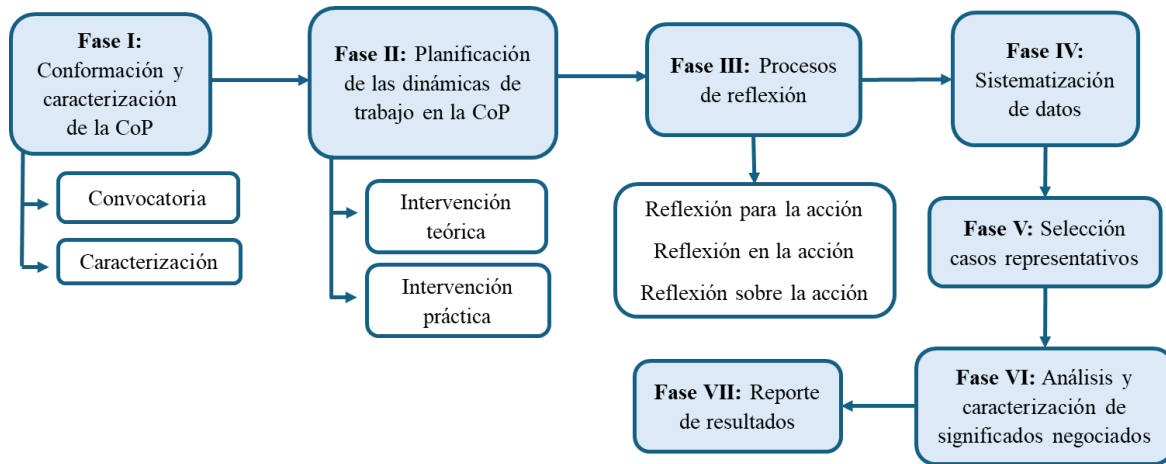 Fase I:
Conformación y
caracterización
de la CoP
Convocatoria
Caracterización
Fase II: Planificación
de las dinámicas de
trabajo en la CoP
Intervención
teórica
Intervención
práctica
Fase III: Procesos
de reflexión
Reflexión para la acción
Reflexión en la acción
Reflexión sobre la acción
Fase IV:
Sistematización
de datos
Fase V: Selección
casos representativos
Fase VI: Análisis y
caracterización de
significados negociados
Fase VII: Reporte
de resultados